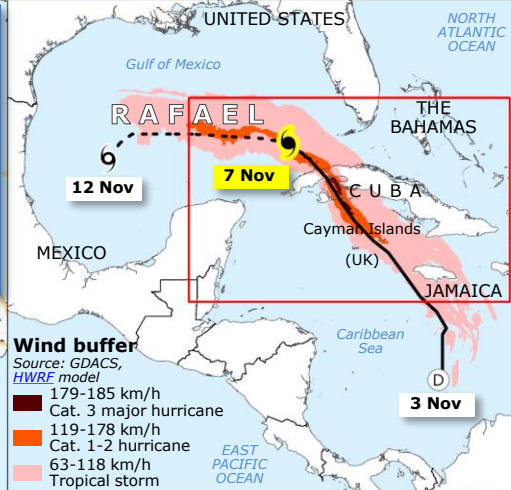 UNITED STATES
NORTH
ATLANTIC
OCEAN
Gulf of Mexico
RAFAEL
THE
BAHAMAS
12 Nov
7 Nov
CUBA
Cayman Islands
(UK)
MEXICO
JAMAICA
Caribbean
Sea
D
3 Nov
Wind buffer
Source: GDACS,
HWRF model
179-185 km/h
Cat. 3 major hurricane
119-178 km/h
Cat. 1-2 hurricane
63-118 km/h
Tropical storm
EAST
PACIFIC
OCEAN